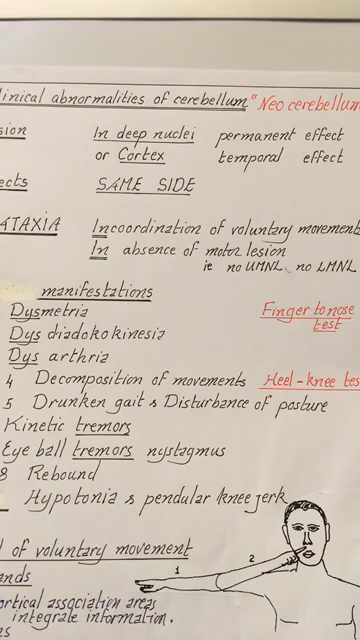 linical abnormalities of cerebellum "Neo cerebellum
sion In deep nuclei permanent effect
or Cortex temporal effect
ects SAME SIDE
ATAXIA Incoordination of voluntary movement
In absence of motor lesion
ie no UMNL no LMNL
manifestations
Dysmetria Finger to nose
Dys diadokokinesia test
Dys arthria
4 Decomposition of movements Heel-knee tes
5 Drunken gait & Disturbance of posture
Kinetic tremors
Eye ball tremors nystagmus
8 Rebound
Hypotonia & pendular knee jerk
l of voluntary movement
ands
1 2
ortical association areas
integrate information.
as